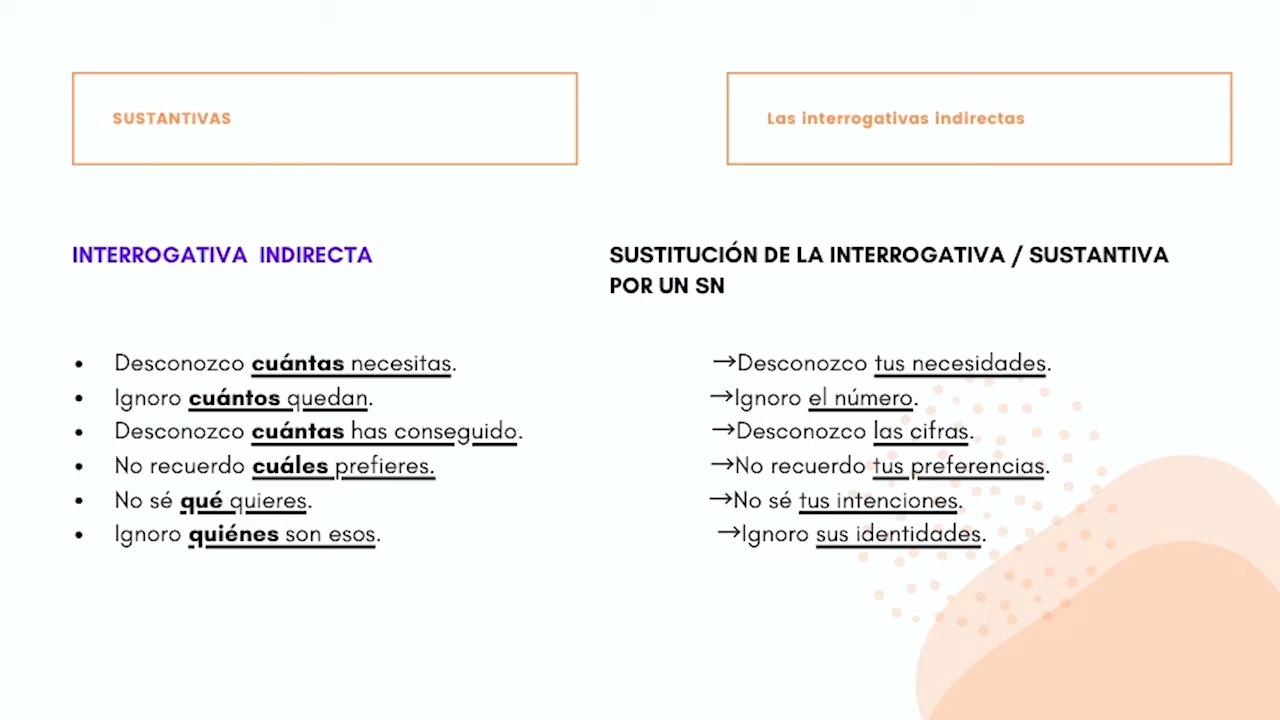 SUSTANTIVAS
Las interrogativas indirectas
INTERROGATIVA INDIRECTA
SUSTITUCIÓN DE LA INTERROGATIVA / SUSTANTIVA
POR UN SN
• Desconozco cuántas necesitas.
• Ignoro cuántos quedan.
• Desconozco cuántas has conseguido.
• No recuerdo cuáles prefieres.
• No sé qué quieres.
• Ignoro quiénes son esos.
→Desconozco tus necesidades.
→Ignoro el número.
→Desconozco las cifras.
→No recuerdo tus preferencias.
→No sé tus intenciones.
→Ignoro sus identidades.